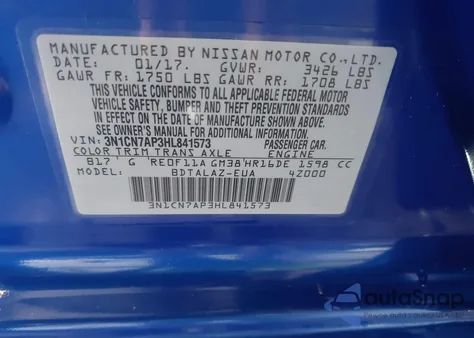 MANUFACTURED BY NISSAN MOTOR CO., LTD.
DATE: 01/17. GVWR: 3426 LBS
GAWR FR: 1750 LBS GAWR RR: 1708 LBS
THIS VEHICLE CONFORMS TO ALL APPLICABLE FEDERAL MOTOR
VEHICLE SAFETY, BUMPER AND THEFT PREVENTION STANDARDS
IN EFFECT ON THE DATE OF MANUFACTURE SHOWN ABOVE.
SEE OWNER'S MANUAL FOR ADDITIONAL INFORMATION.
VIN: 3N1CN7AP3HL841573 PASSENGER CAR.
COLOR TRIM TRANS AXLE ENGINE
B17 G RE0F11A GM38 HR16DE 1598 CC
MODEL: BDTALAZ-EUA 4Z000
3N1CN7AP3HL841573
autoSnap